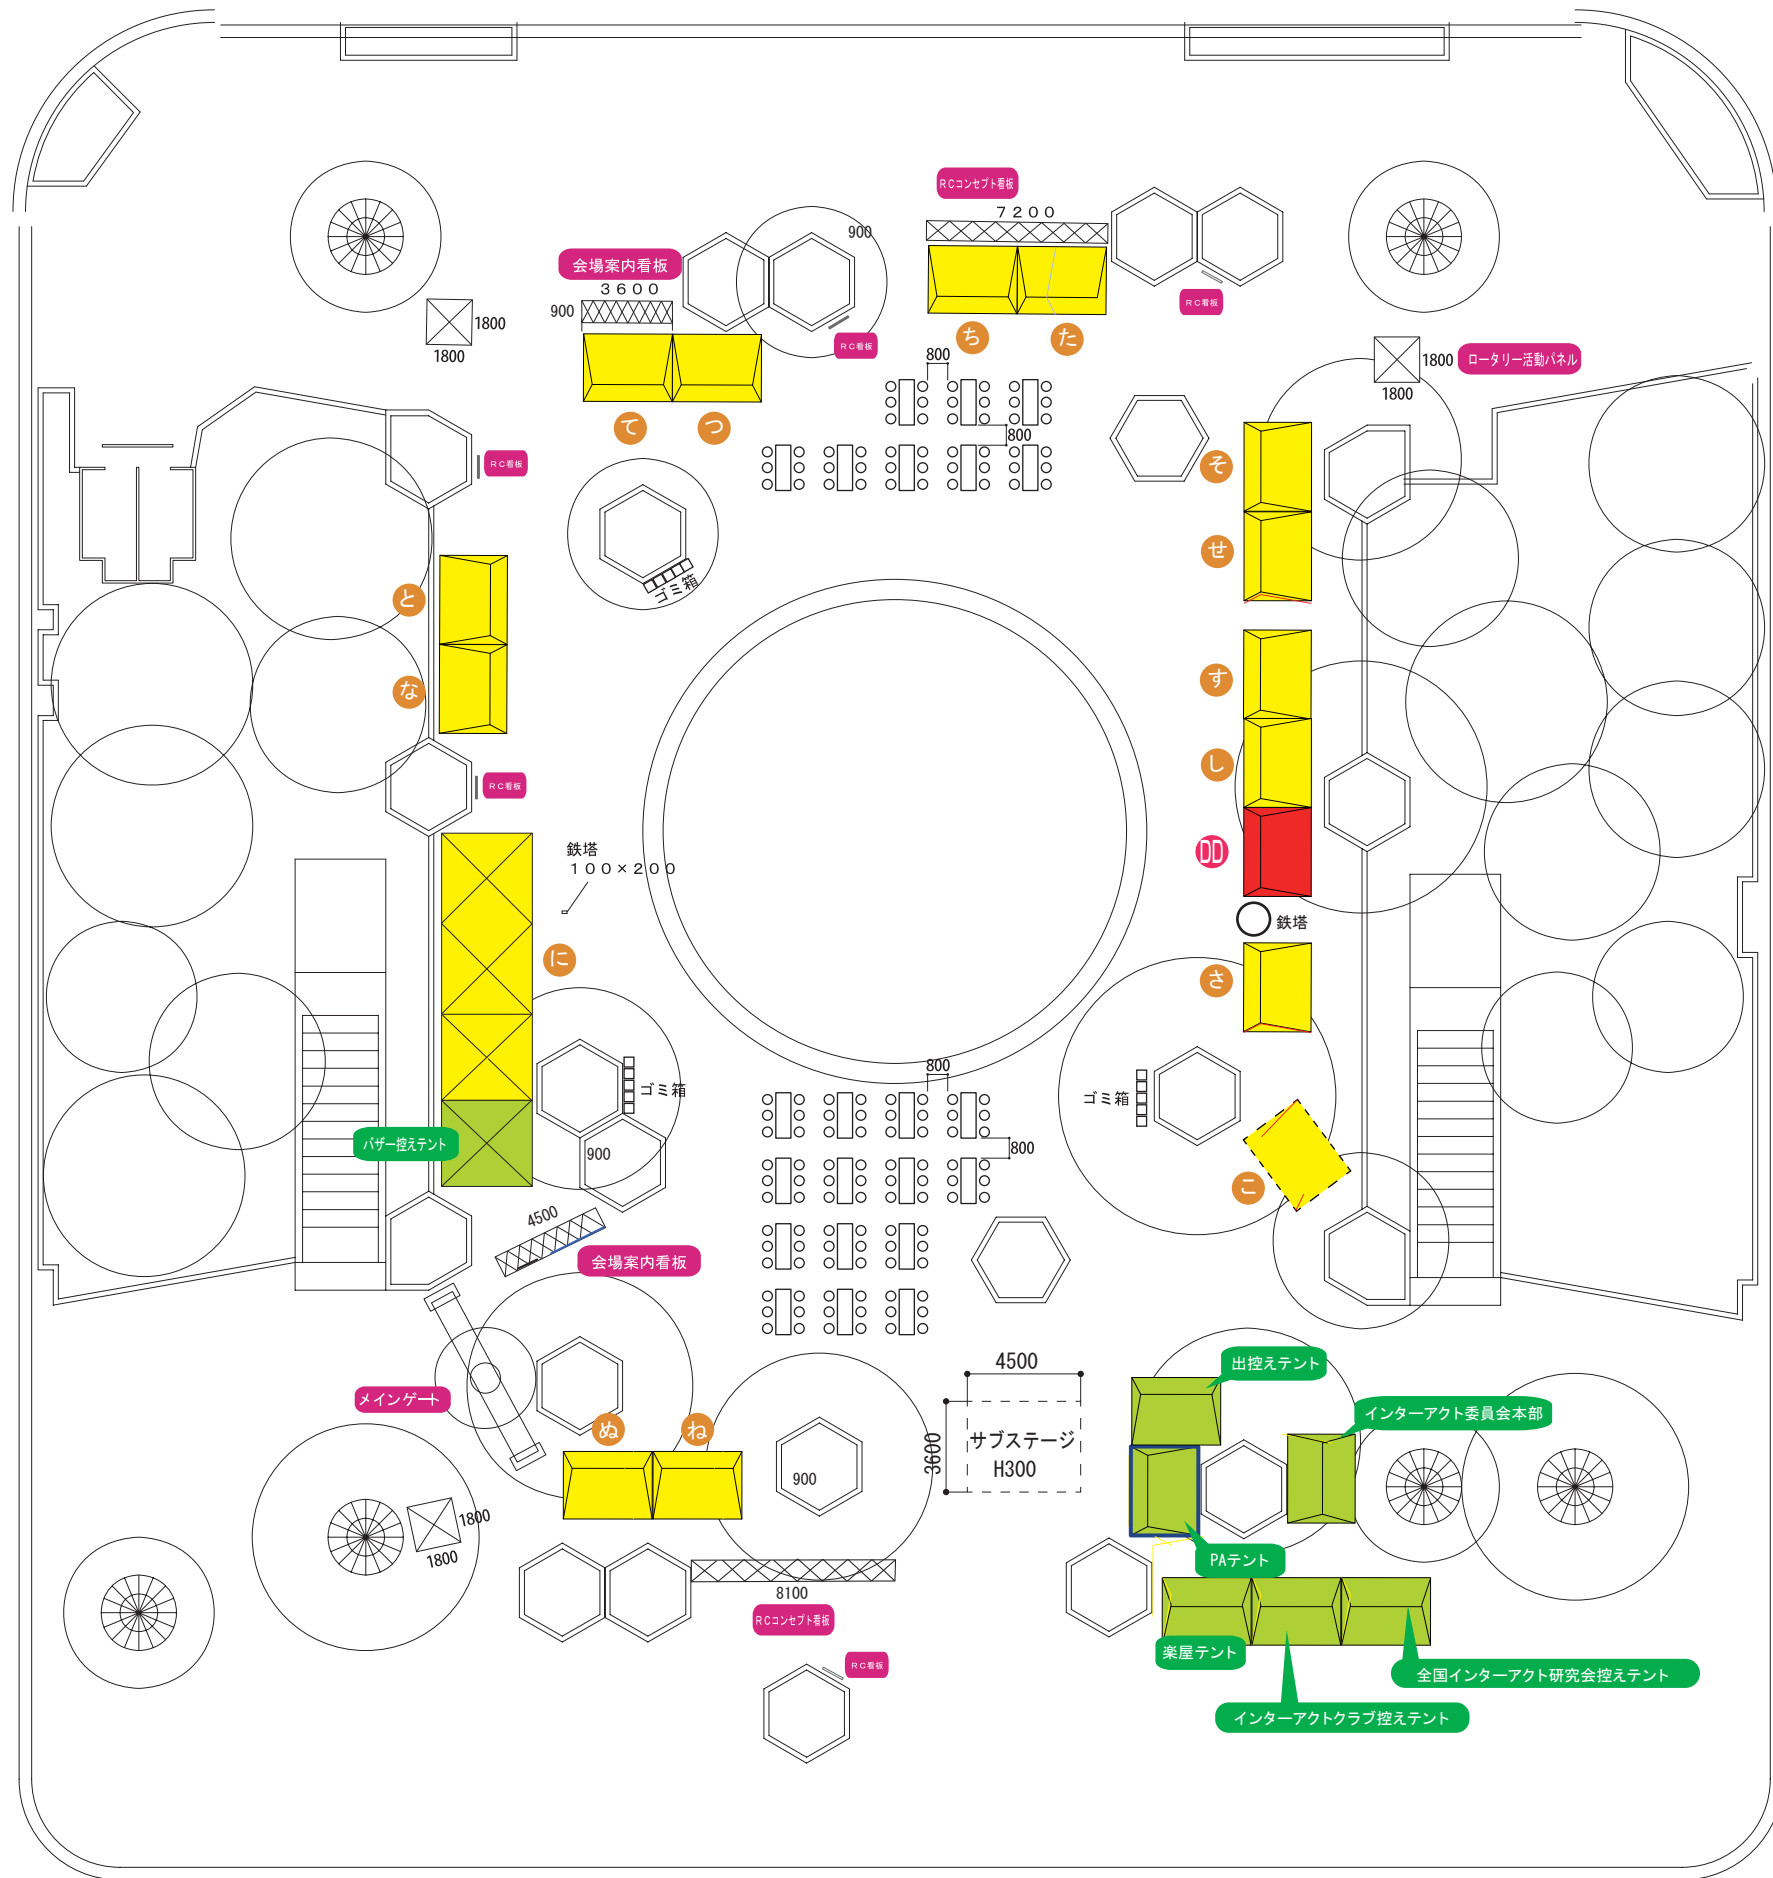 RCコンセプト看板
7200
900
会場案内看板
3600
900
RC看板
1800
1800
RC看板
ち
た
800
1800
1800
ロータリー活動パネル
て
つ
800
RC看板
そ
せ
ゴミ箱
と
な
す
し
RC看板
鉄塔
100×200
DD
鉄塔
に
さ
800
ゴミ箱
ゴミ箱
バザー控えテント
900
800
こ
4500
会場案内看板
メインゲート
4500
出控えテント
インターアクト委員会本部
ぬ
ね
3600
サブステージ
H300
900
1800
1800
PAテント
8100
RCコンセプト看板
楽屋テント
RC看板
全国インターアクト研究会控えテント
インターアクトクラブ控えテント